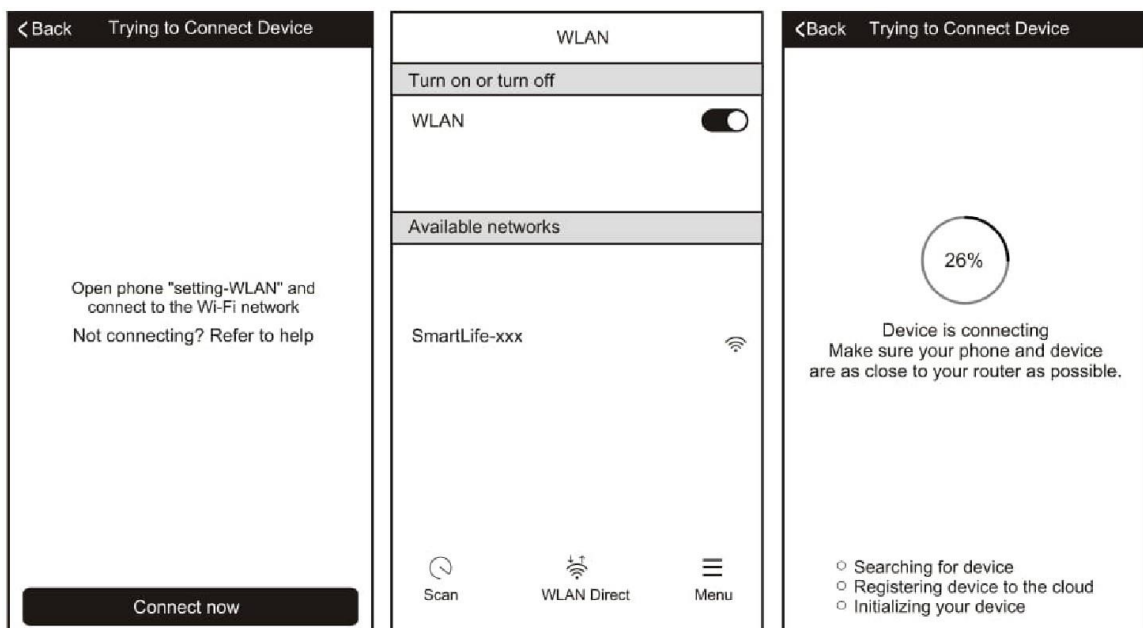 Back Trying to Connect Device
Open phone "setting-WLAN" and
connect to the Wi-Fi network
Not connecting? Refer to help
Connect now
WLAN
Turn on or turn off
WLAN
Available networks
SmartLife-xxx
Scan WLAN Direct Menu
Back Trying to Connect Device
26%
Device is connecting
Make sure your phone and device
are as close to your router as possible.
Searching for device
Registering device to the cloud
Initializing your device